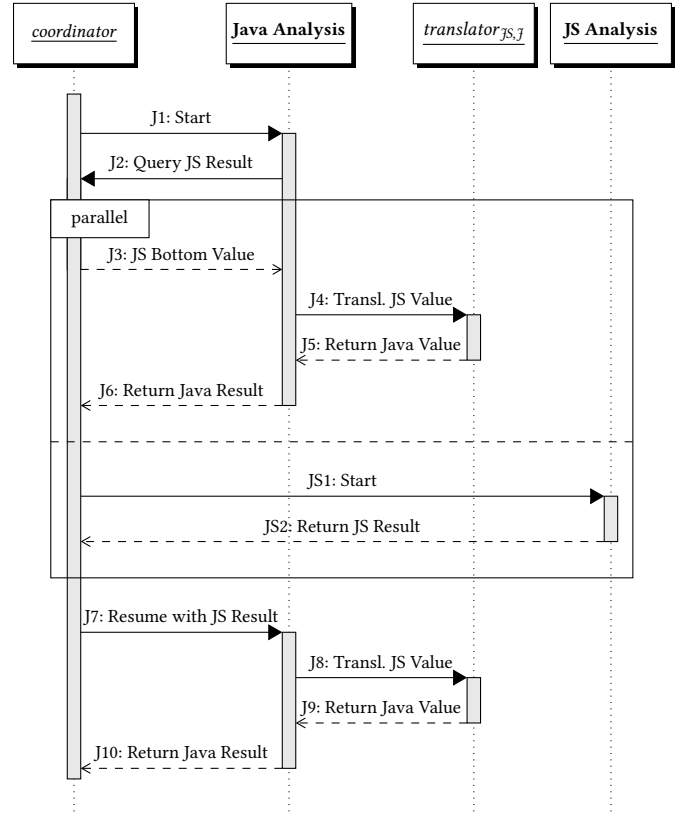 coordinator
Java Analysis
translator_JS,J
JS Analysis
J1: Start
J2: Query JS Result
parallel
J3: JS Bottom Value
J4: Transl. JS Value
J5: Return Java Value
J6: Return Java Result
JS1: Start
JS2: Return JS Result
J7: Resume with JS Result
J8: Transl. JS Value
J9: Return Java Value
J10: Return Java Result